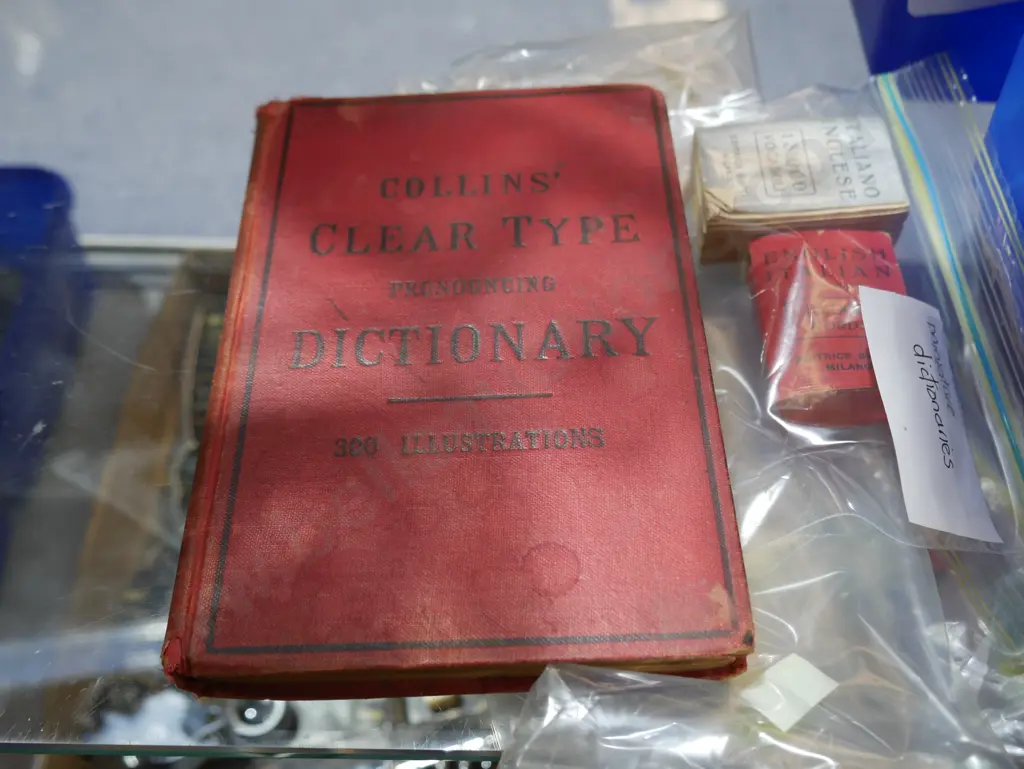 COLLINS'
CLEAR TYPE
PRONOUNCING
DICTIONARY
320 ILLUSTRATIONS
ITALIANO
INGLESE
ENGLISH
ITALIAN
MILANO
dictionaries